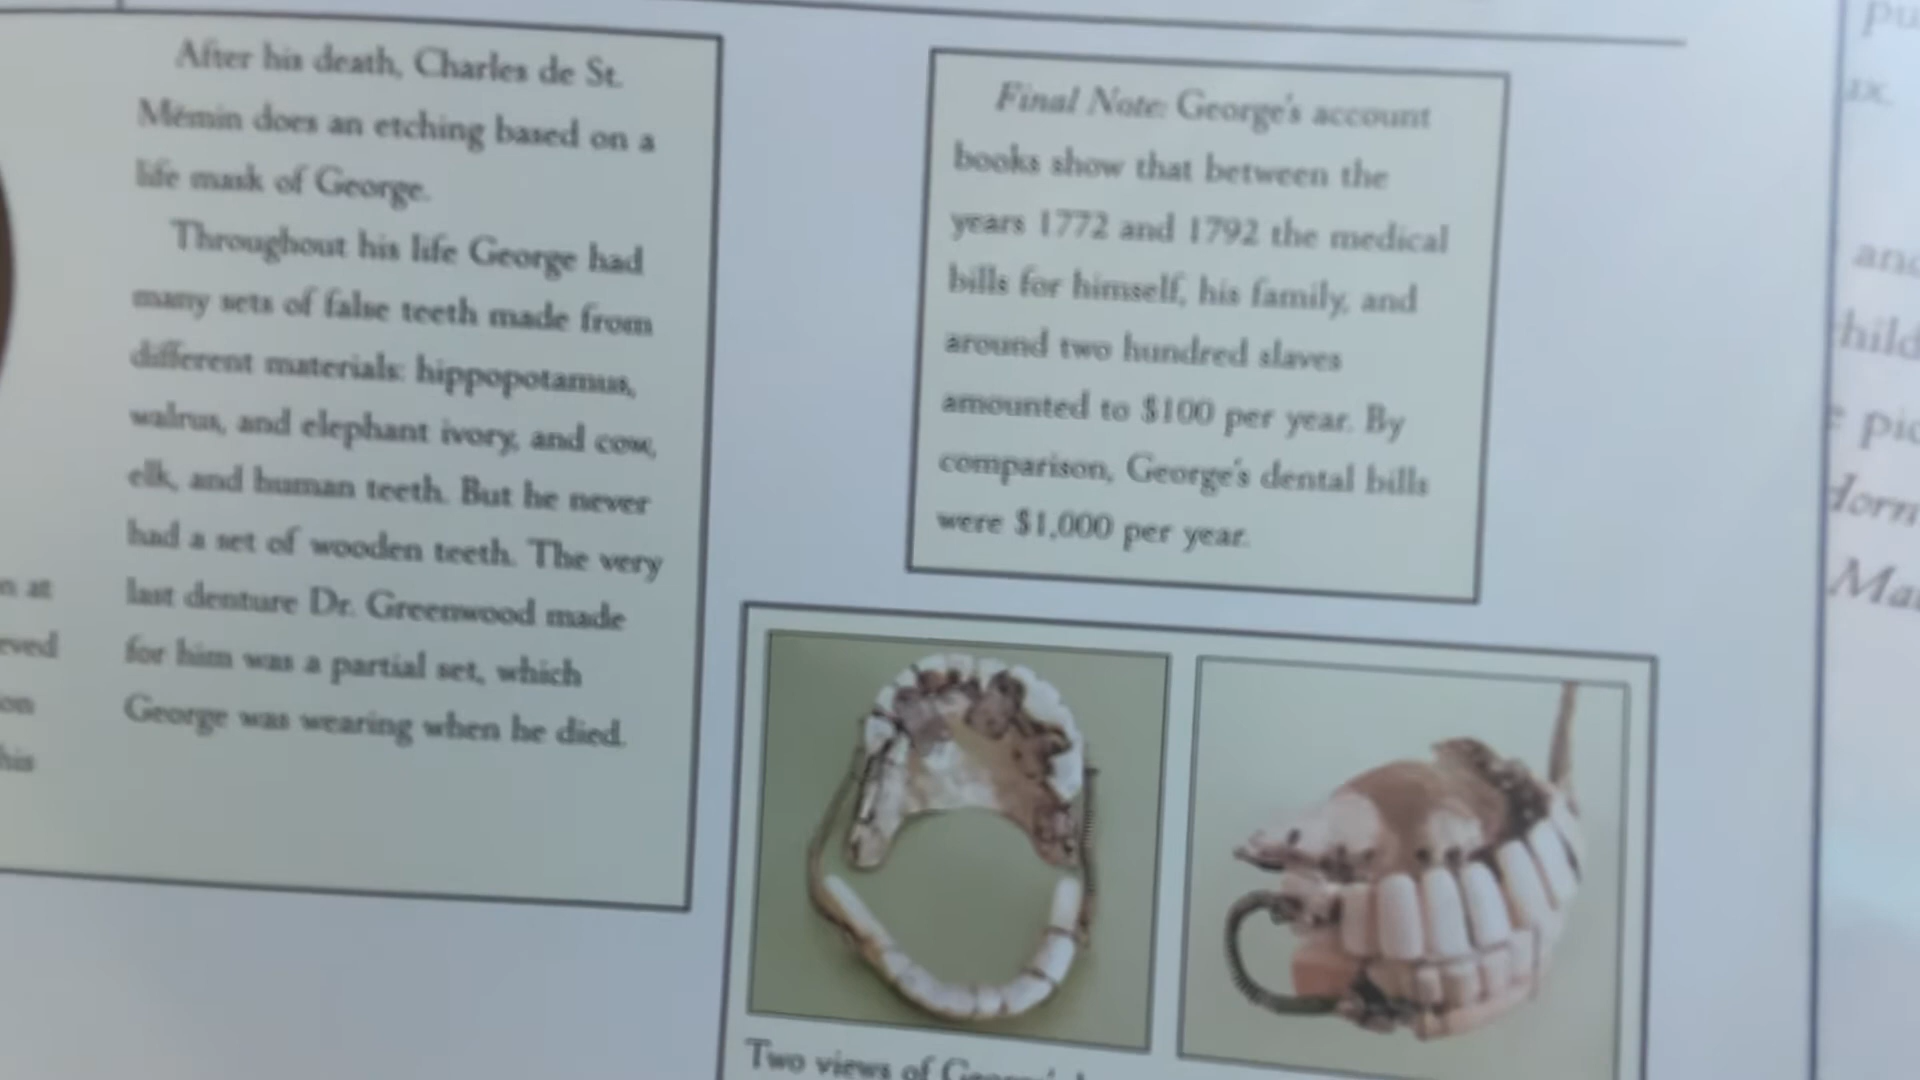 After his death, Charles de St.
Mémin does an etching based on a
life mask of George.
Throughout his life George had
many sets of false teeth made from
different materials: hippopotamus,
walrus, and elephant ivory, and cow,
elk, and human teeth. But he never
had a set of wooden teeth. The very
last denture Dr. Greenwood made
for him was a partial set, which
George was wearing when he died.
Final Note: George's account
books show that between the
years 1772 and 1792 the medical
bills for himself, his family, and
around two hundred slaves
amounted to $100 per year. By
comparison, George's dental bills
were $1,000 per year.
Two views of
at
on
his